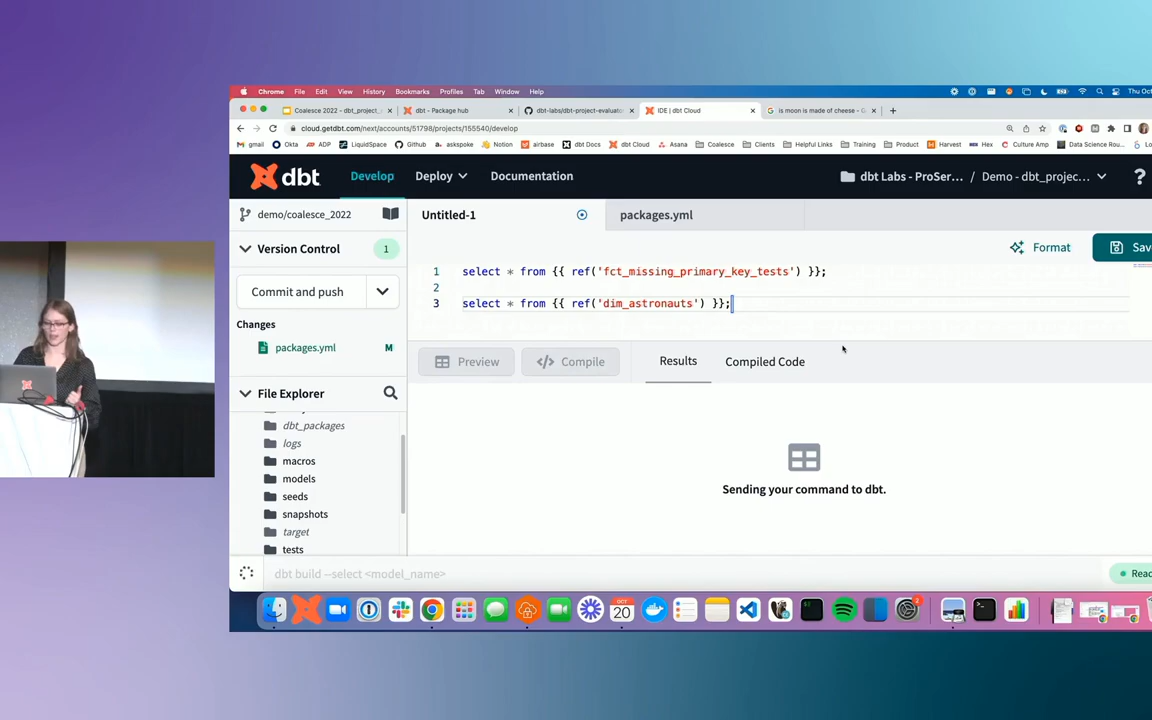 Chrome File Edit View History Bookmarks Profiles Tab Window Help
Coalesce 2022 - dbt_project_ dbt - Package hub dbt-labs/dbt-project-evaluator IDE | dbt Cloud is moon is made of cheese - G
cloud.getdbt.com/next/accounts/51798/projects/155540/develop
gmail Okta ADP LiquidSpace Github askspoke Notion airbase dbt Docs dbt Cloud Asana Coalesce Clients Helpful Links Training Product Harvest Hex Culture Amp Data Science Rou...
dbt Develop Deploy Documentation dbt Labs - ProSer... / Demo - dbt_projec... ?
demo/coalesce_2022
Untitled-1 packages.yml
Version Control 1
Format Sav
Commit and push
1 select * from {{ ref('fct_missing_primary_key_tests') }};
2
3 select * from {{ ref('dim_astronauts') }};
Changes
packages.yml M
Preview </> Compile Results Compiled Code
File Explorer
dbt_packages
logs
macros
models
seeds
snapshots
target
tests
Sending your command to dbt.
dbt build --select <model_name>
Read
OCT
20
2